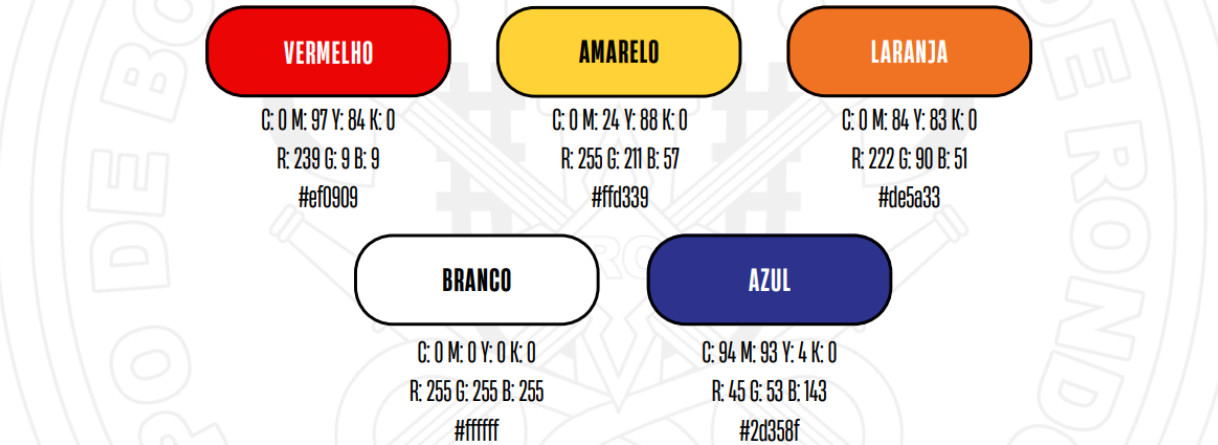 VERMELHO AMARELO LARANJA
C: 0 M: 97 Y: 84 K: 0 C: 0 M: 24 Y: 88 K: 0 C: 0 M: 84 Y: 83 K: 0
R: 239 G: 9 B: 9 R: 255 G: 211 B: 57 R: 222 G: 90 B: 51
#ef0909 #ffd339 #de5a33
BRANCO AZUL
C: 0 M: 0 Y: 0 K: 0 C: 94 M: 93 Y: 4 K: 0
R: 255 G: 255 B: 255 R: 45 G: 53 B: 143
#ffffff #2d358f
DE
DE